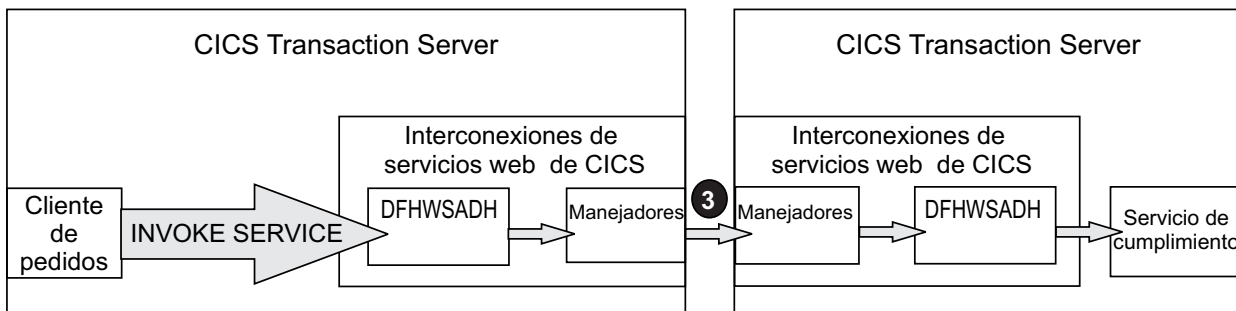 CICS Transaction Server
Cliente
de
pedidos
INVOKE SERVICE
Interconexiones de
servicios web de CICS
DFHWSADH
Manejadores
3
CICS Transaction Server
Interconexiones de
servicios web de CICS
Manejadores
DFHWSADH
Servicio de
cumplimiento